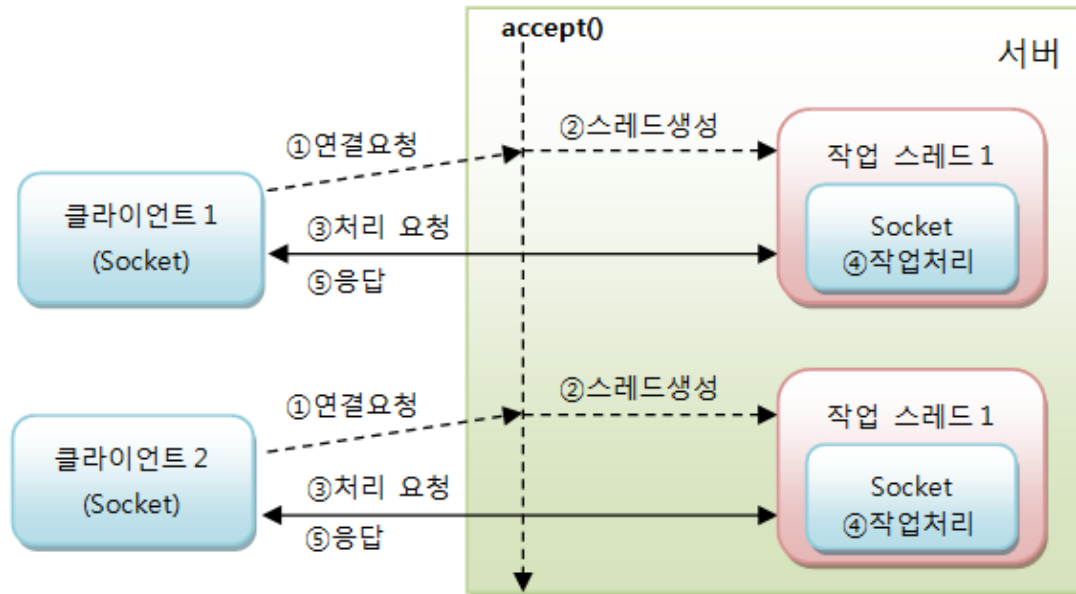 accept()
서버
①연결요청
②스레드생성
작업 스레드1
클라이언트1
(Socket)
③처리 요청
⑤응답
Socket
④작업처리
①연결요청
②스레드생성
작업 스레드1
클라이언트2
(Socket)
③처리 요청
⑤응답
Socket
④작업처리